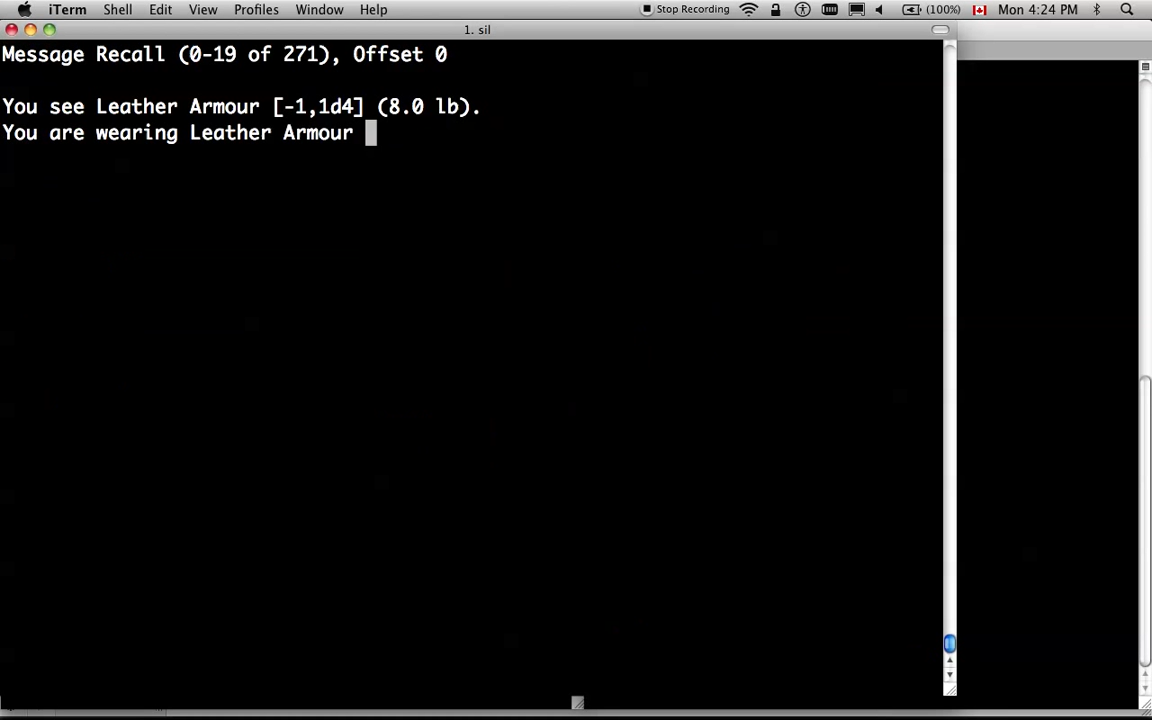 iTerm Shell Edit View Profiles Window Help Stop Recording (100%) Mon 4:24 PM
1. sil
Message Recall (0-19 of 271), Offset 0
You see Leather Armour [-1,1d4] (8.0 lb).
You are wearing Leather Armour